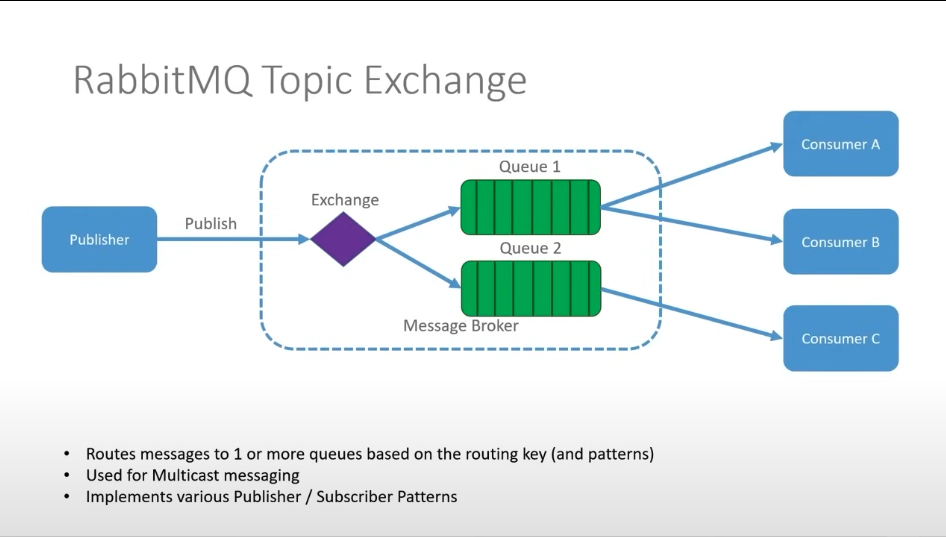 RabbitMQ Topic Exchange
Publisher
Publish
Exchange
Queue 1
Queue 2
Message Broker
Consumer A
Consumer B
Consumer C
• Routes messages to 1 or more queues based on the routing key (and patterns)
• Used for Multicast messaging
• Implements various Publisher / Subscriber Patterns